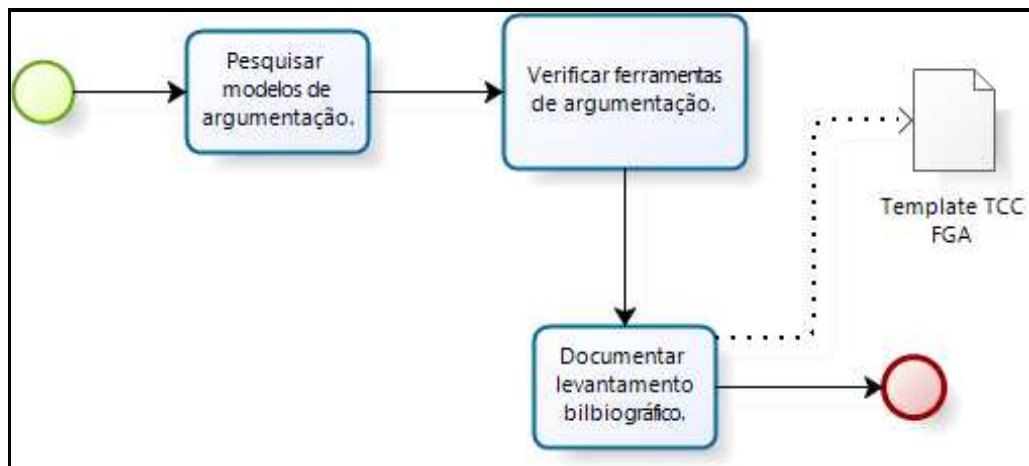 Pesquisar
modelos de
argumentação.
Verificar ferramentas
de argumentação.
Template TCC
FGA
Documentar
levantamento
bilbiográfico.